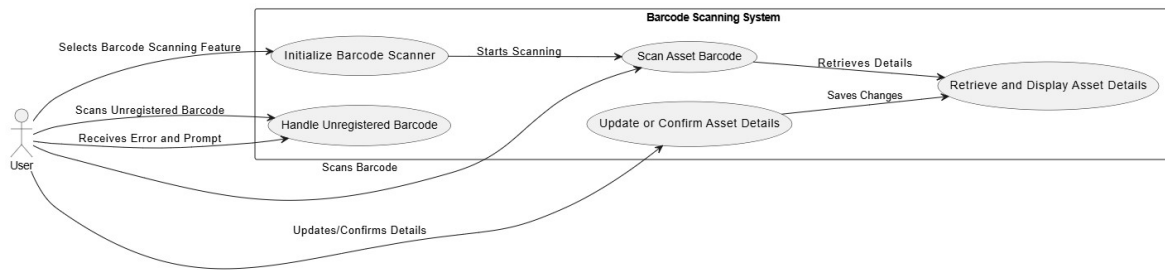 Barcode Scanning System
Selects Barcode Scanning Feature
Initialize Barcode Scanner
Starts Scanning
Scan Asset Barcode
Retrieves Details
Retrieve and Display Asset Details
Scans Unregistered Barcode
Handle Unregistered Barcode
Update or Confirm Asset Details
Saves Changes
Receives Error and Prompt
User
Scans Barcode
Updates/Confirms Details